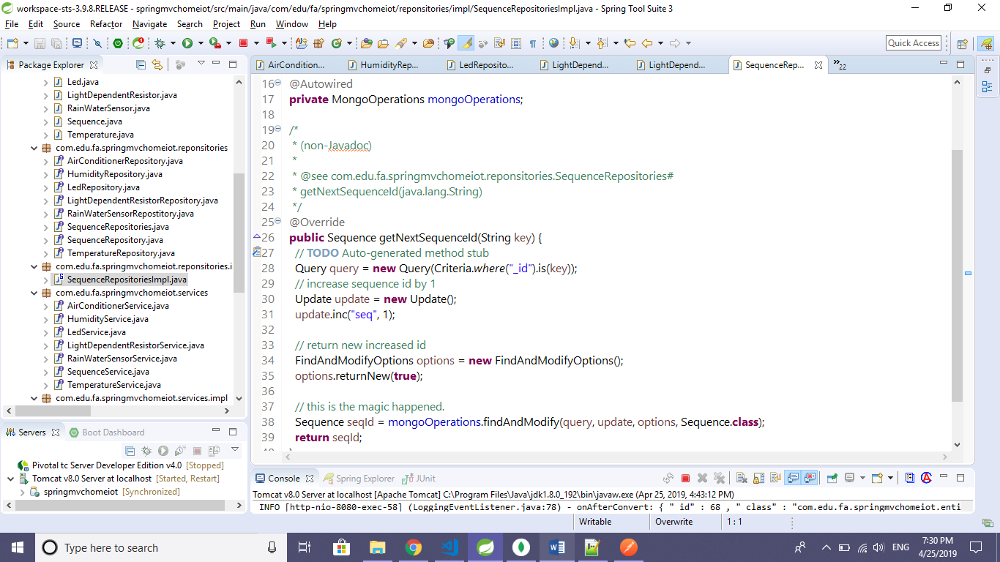 workspace-sts-3.9.8.RELEASE - springmvchomeiot/src/main/java/com/edu/fa/springmvchomeiot/reponsitories/impl/SequenceRepositoriesImpl.java - Spring Tool Suite 3
File Edit Source Refactor Navigate Search Project Run Window Help
Quick Access
Package Explorer
Led.java
LightDependentResistor.java
RainWaterSensor.java
Sequence.java
Temperature.java
com.edu.fa.springmvchomeiot.reponsitories
AirConditionerRepository.java
HumidityRepository.java
LedRepository.java
LightDependentResistorRepository.java
RainWaterSensorRepostitory.java
SequenceRepositories.java
SequenceRepository.java
TemperatureRepository.java
com.edu.fa.springmvchomeiot.reponsitories.i
SequenceRepositoriesImpl.java
com.edu.fa.springmvchomeiot.services
AirConditionerService.java
HumidityService.java
LedService.java
LightDependentResistorService.java
RainWaterSensorService.java
SequenceService.java
TemperatureService.java
com.edu.fa.springmvchomeiot.services.impl
Servers Boot Dashboard
Pivotal tc Server Developer Edition v4.0 [Stopped]
Tomcat v8.0 Server at localhost [Started, Restart]
springmvchomeiot [Synchronized]
AirCondition... HumidityRep... LedReposito... LightDepend... LightDepend... SequenceRep... »22
16 @Autowired
17 private MongoOperations mongoOperations;
18
19 /*
20 * (non-Javadoc)
21 *
22 * @see com.edu.fa.springmvchomeiot.reponsitories.SequenceRepositories#
23 * getNextSequenceId(java.lang.String)
24 */
25 @Override
26 public Sequence getNextSequenceId(String key) {
27 // TODO Auto-generated method stub
28 Query query = new Query(Criteria.where("_id").is(key));
29 // increase sequence id by 1
30 Update update = new Update();
31 update.inc("seq", 1);
32
33 // return new increased id
34 FindAndModifyOptions options = new FindAndModifyOptions();
35 options.returnNew(true);
36
37 // this is the magic happened.
38 Sequence seqId = mongoOperations.findAndModify(query, update, options, Sequence.class);
39 return seqId;
Console Spring Explorer JUnit
Tomcat v8.0 Server at localhost [Apache Tomcat] C:\Program Files\Java\jdk1.8.0_192\bin\javaw.exe (Apr 25, 2019, 4:43:12 PM)
INFO [http-nio-8080-exec-58] (LoggingEventListener.java:78) - onAfterConvert: { "_id" : 68 , "_class" : "com.edu.fa.springmvchomeiot.enti
Writable Overwrite 1 : 1
Type here to search
ENG
7:30 PM
4/25/2019